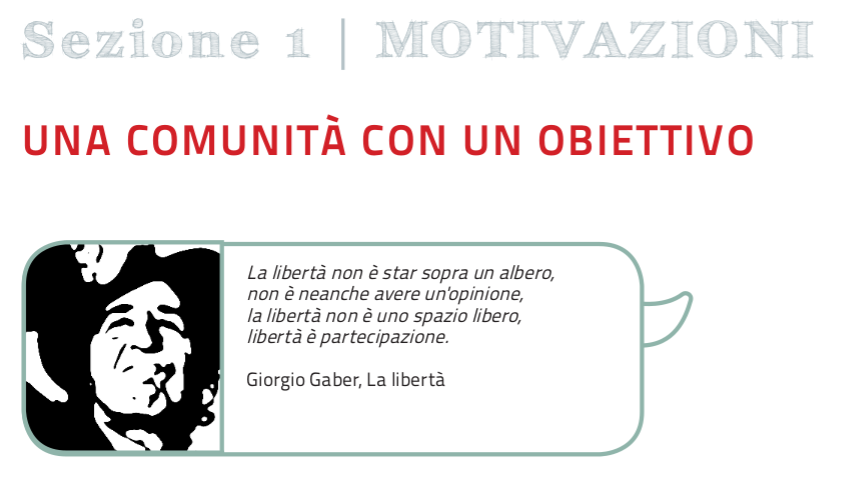 Sezione 1 | MOTIVAZIONI
UNA COMUNITÀ CON UN OBIETTIVO
La libertà non è star sopra un albero,
non è neanche avere un'opinione,
la libertà non è uno spazio libero,
libertà è partecipazione.
Giorgio Gaber, La libertà